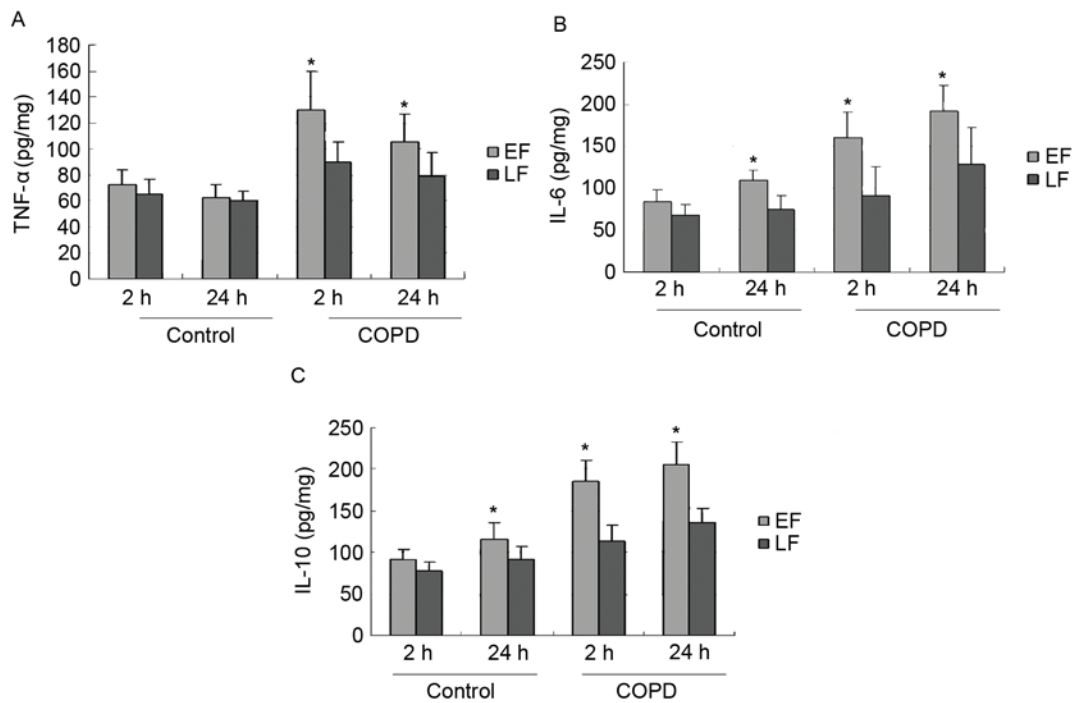 A
TNF-α(pg/mg)
180
160
140
120
100
80
60
40
20
0
*
*
EF
LF
2 h 24 h 2 h 24 h
Control COPD
B
IL-6 (pg/mg)
250
200
150
100
50
0
*
*
*
EF
LF
2 h 24 h 2 h 24 h
Control COPD
C
IL-10 (pg/mg)
250
200
150
100
50
0
*
*
*
EF
LF
2 h 24 h 2 h 24 h
Control COPD